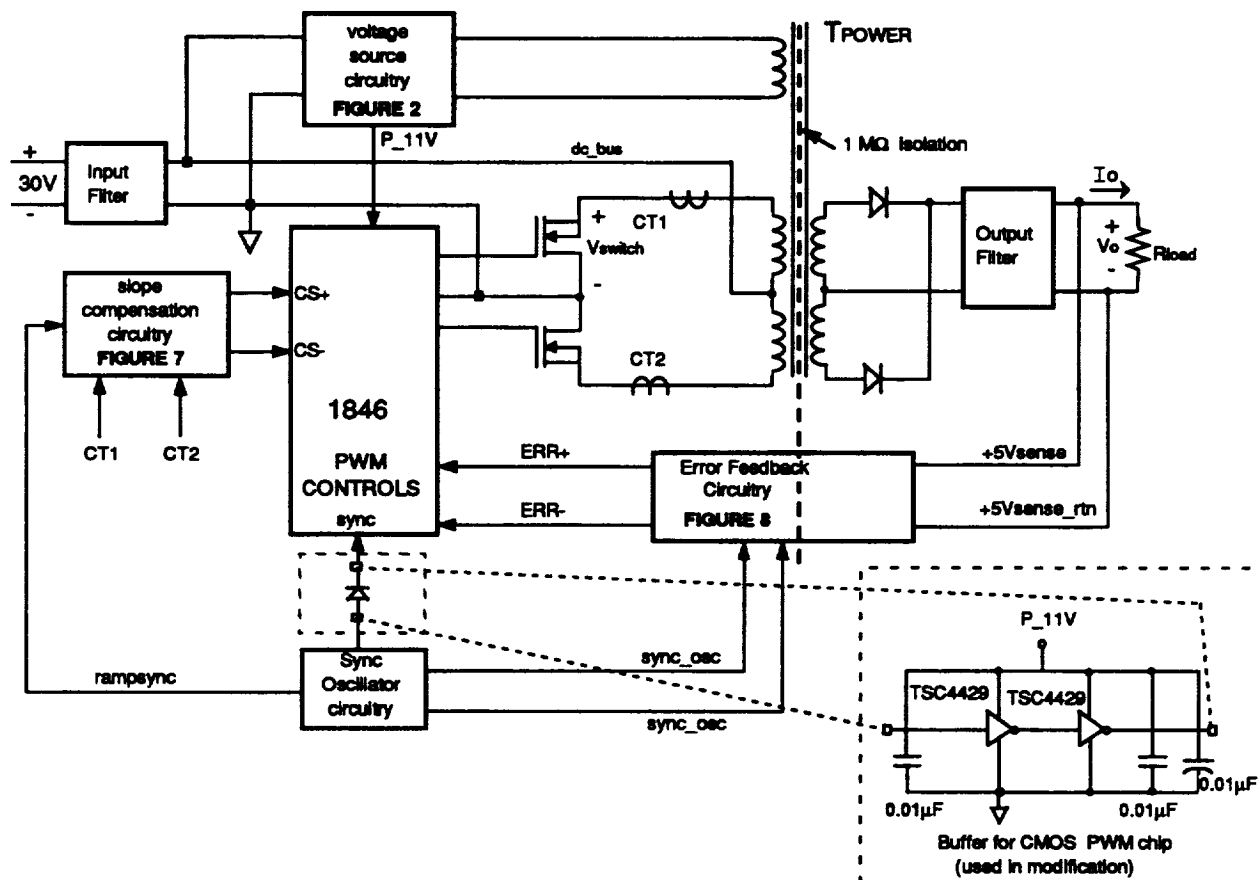 voltage
source
circuitry
FIGURE 2
TPOWER
P_11V
1 MΩ Isolation
dc_bus
+
30V
-
Input
Filter
CT1
+
Vswitch
-
Io
Output
Filter
+
Vo
-
Rload
slope
compensation
circuitry
FIGURE 7
CS+
CS-
CT2
1846
PWM
CONTROLS
sync
CT1
CT2
ERR+
ERR-
Error Feedback
Circuitry
FIGURE 8
+5Vsense
+5Vsense_rtn
P_11V
rampsync
Sync
Oscillator
circuitry
sync_osc
sync_osc
TSC4429
TSC4429
0.01µF
0.01µF
0.01µF
Buffer for CMOS PWM chip
(used in modification)